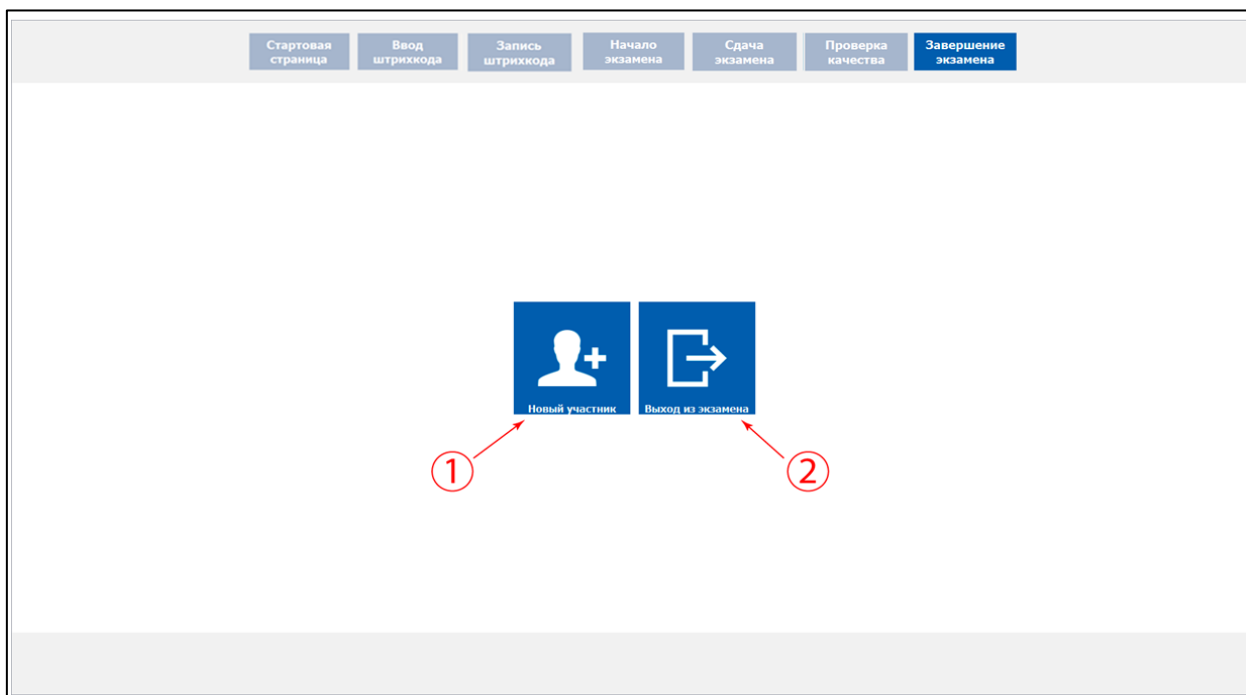 Стартовая
страница
Ввод
штрихкода
Запись
штрихкода
Начало
экзамена
Сдача
экзамена
Проверка
качества
Завершение
экзамена
Новый участник
Выход из экзамена
1
2